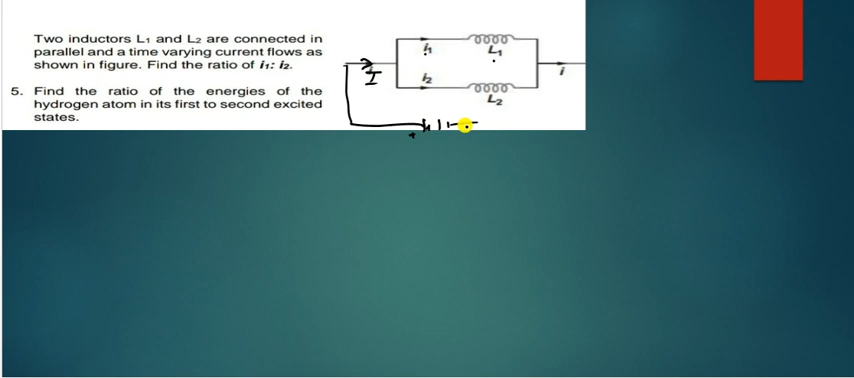 Two inductors L₁ and L₂ are connected in
parallel and a time varying current flows as
shown in figure. Find the ratio of i₁: i₂.
5. Find the ratio of the energies of the
hydrogen atom in its first to second excited
states.
i₁
L₁
I
i
i₂
L₂
+